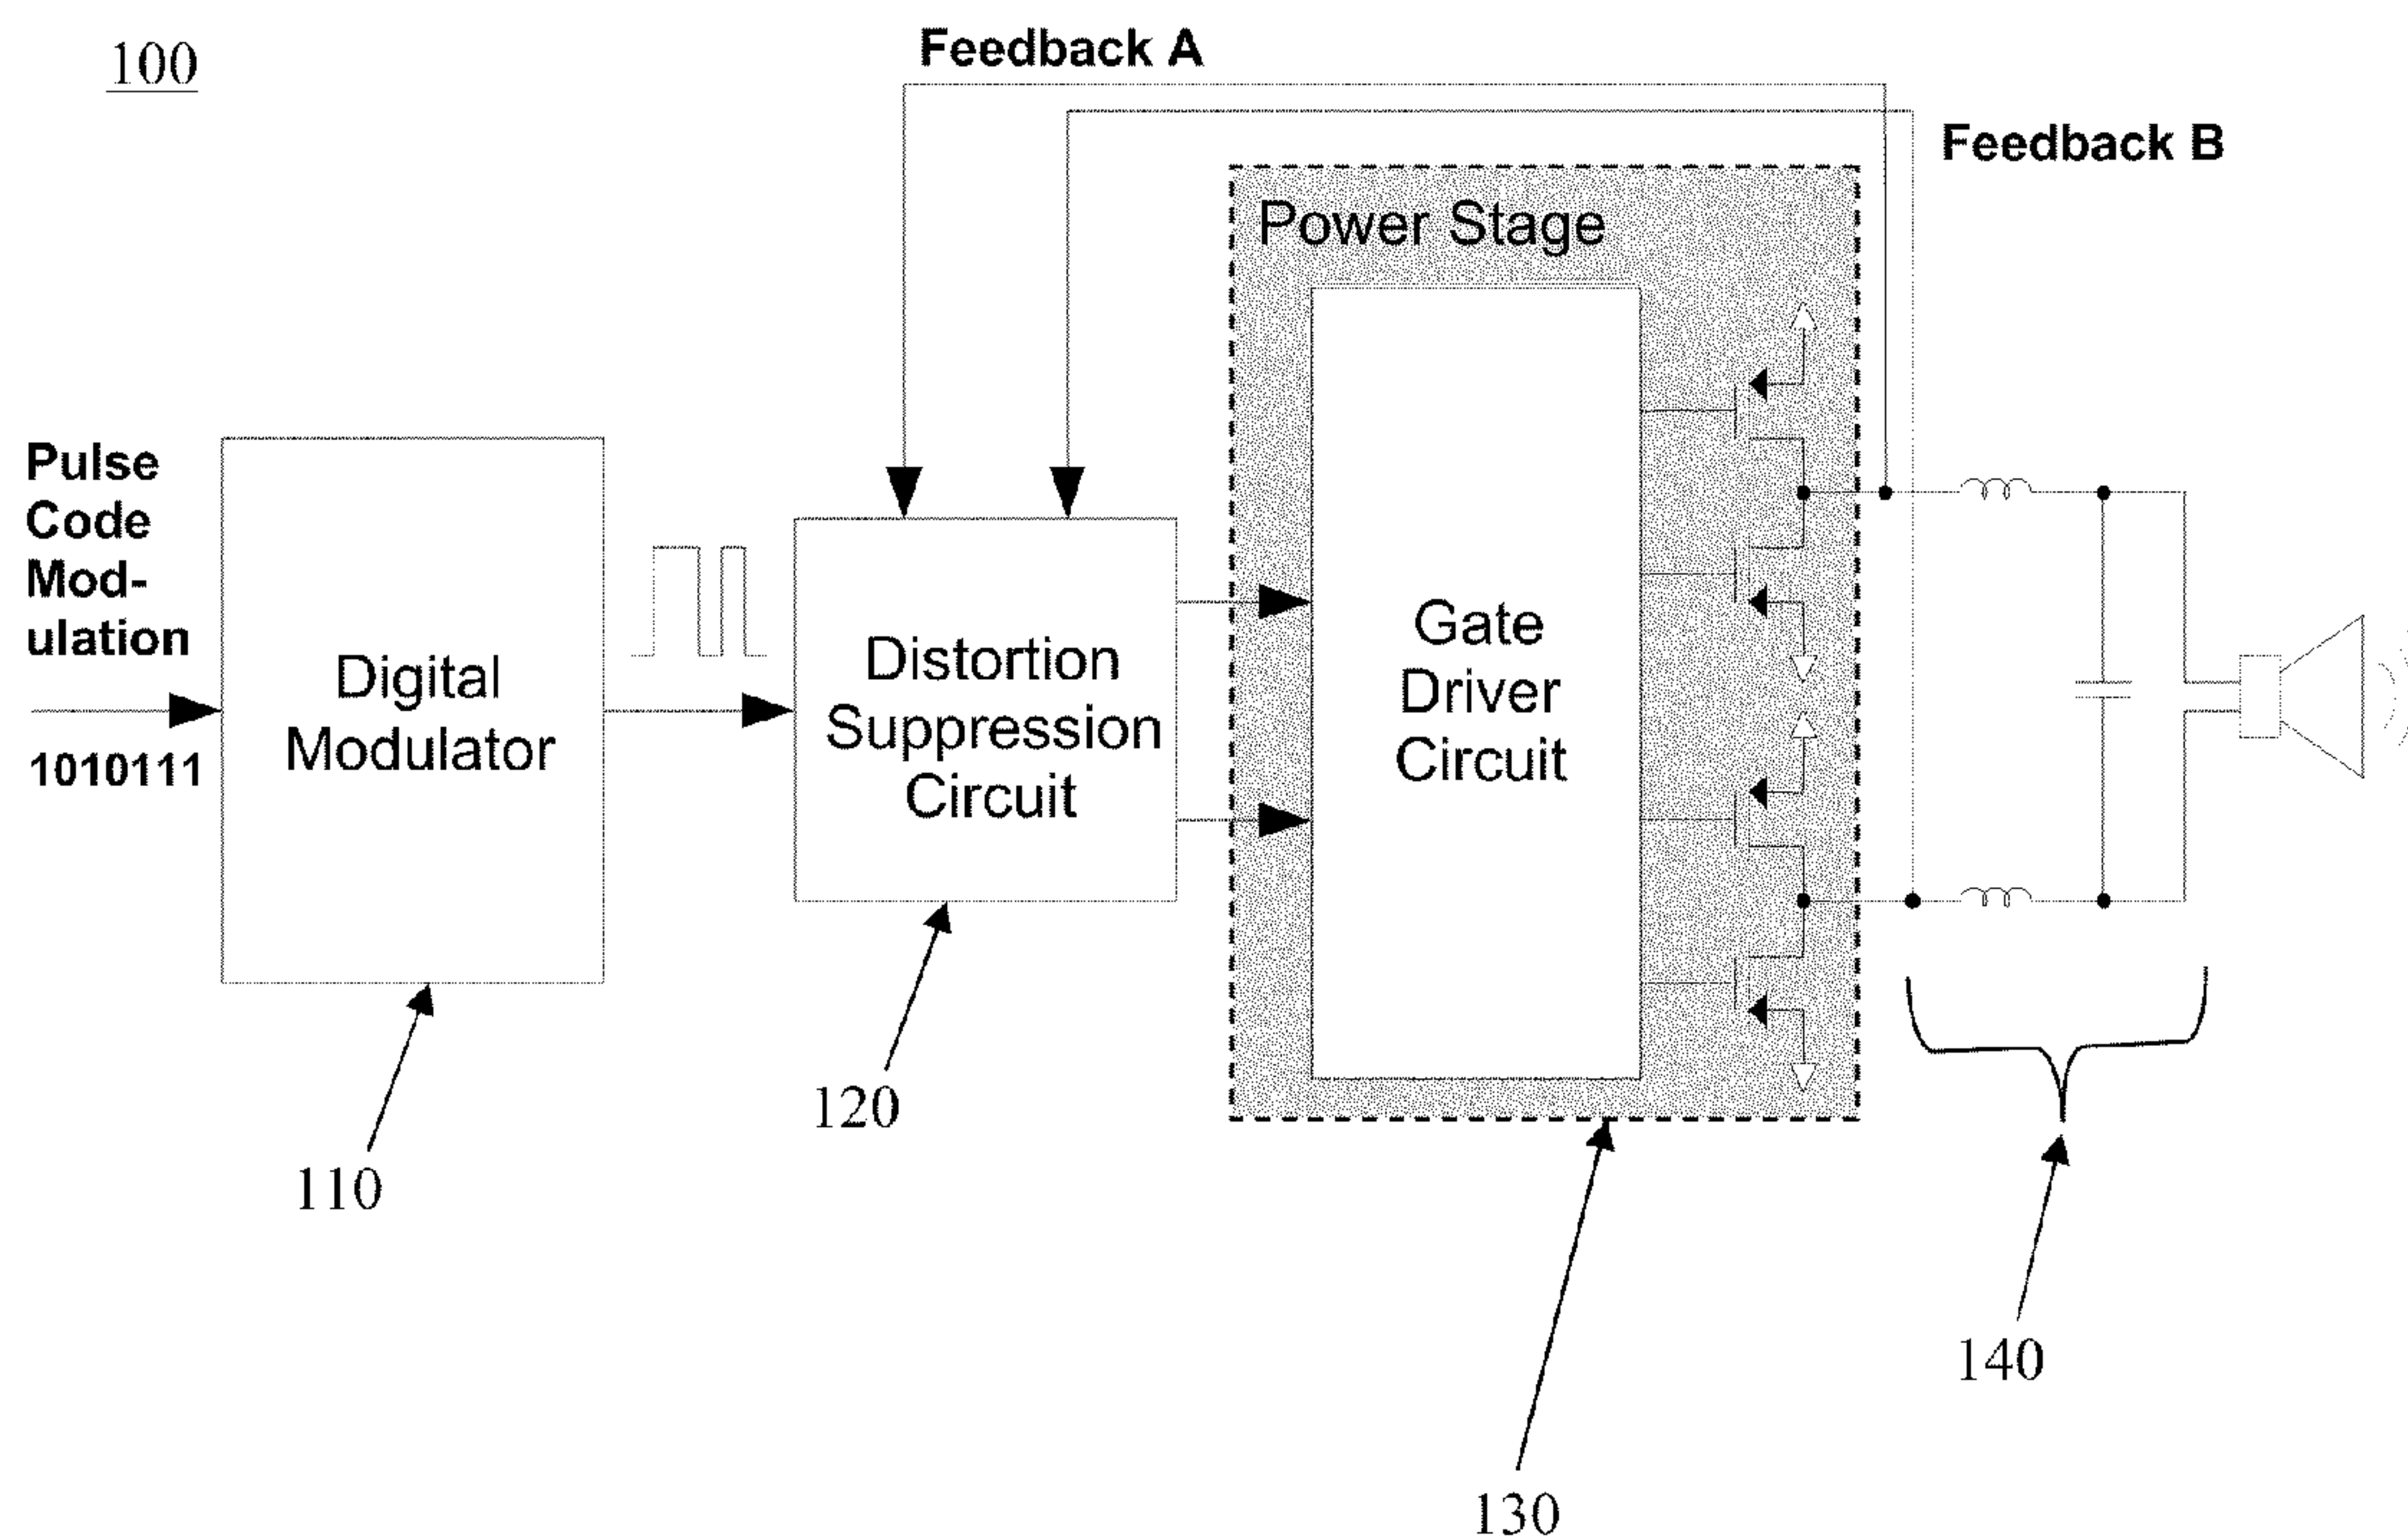 100
Feedback A
Feedback B
Power Stage
Pulse
Code
Mod-
ulation
1010111
Digital
Modulator
Distortion
Suppression
Circuit
Gate
Driver
Circuit
110
120
130
140